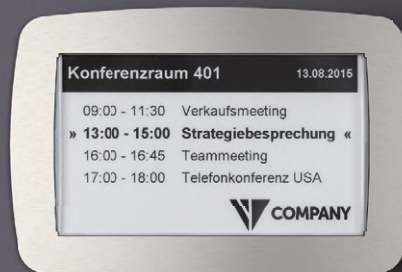 Konferenzraum 401 13.08.2015
09:00 - 11:30 Verkaufsmeeting
» 13:00 - 15:00 Strategiebesprechung «
16:00 - 16:45 Teammeeting
17:00 - 18:00 Telefonkonferenz USA
COMPANY